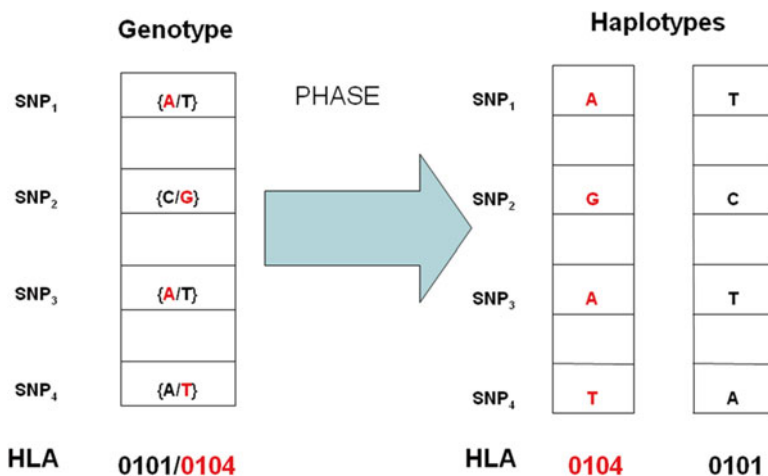 Genotype
Haplotypes
PHASE
SNP₁ {A/T}
SNP₂ {C/G}
SNP₃ {A/T}
SNP₄ {A/T}
HLA 0101/0104
SNP₁ A T
SNP₂ G C
SNP₃ A T
SNP₄ T A
HLA 0104 0101